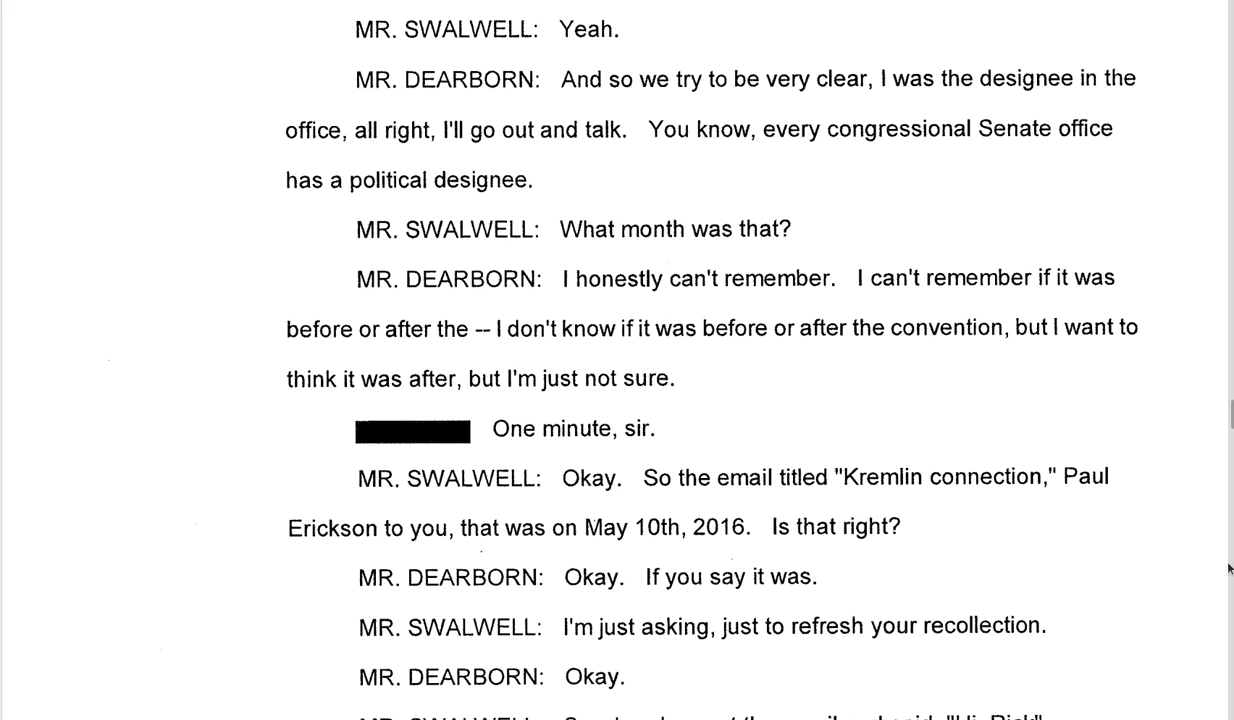 MR. SWALWELL: Yeah.
MR. DEARBORN: And so we try to be very clear, I was the designee in the
office, all right, I'll go out and talk. You know, every congressional Senate office
has a political designee.
MR. SWALWELL: What month was that?
MR. DEARBORN: I honestly can't remember. I can't remember if it was
before or after the -- I don't know if it was before or after the convention, but I want to
think it was after, but I'm just not sure.
One minute, sir.
MR. SWALWELL: Okay. So the email titled "Kremlin connection," Paul
Erickson to you, that was on May 10th, 2016. Is that right?
MR. DEARBORN: Okay. If you say it was.
MR. SWALWELL: I'm just asking, just to refresh your recollection.
MR. DEARBORN: Okay.
MR. SWALWELL: